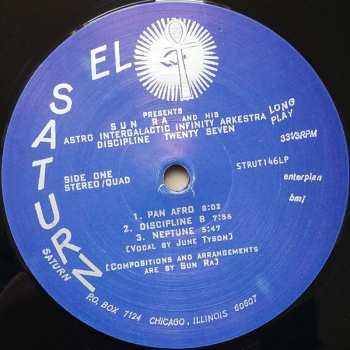 EL
SATURN
SATURN
PRESENTS
SUN RA AND HIS
ASTRO INTERGALACTIC INFINITY ARKESTRA
DISCIPLINE TWENTY SEVEN
LONG
PLAY
33 1/3 RPM
SIDE ONE
STEREO/QUAD
STRUT146LP
enterplan
bmi
1. PAN AFRO 8:02
2. DISCIPLINE 8 7:56
3. NEPTUNE 5:47
[VOCAL BY JUNE TYSON]
[COMPOSITIONS AND ARRANGEMENTS
ARE BY SUN RA]
P.O. BOX 7124 CHICAGO, ILLINOIS 60607